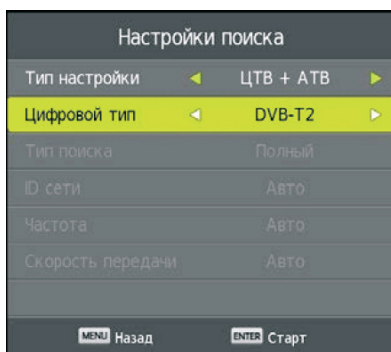 Настройки поиска
Тип настройки ЦТВ + АТВ
Цифровой тип DVB-T2
Тип поиска Полный
ID сети Авто
Частота Авто
Скорость передачи Авто
MENU Назад ENTER Старт